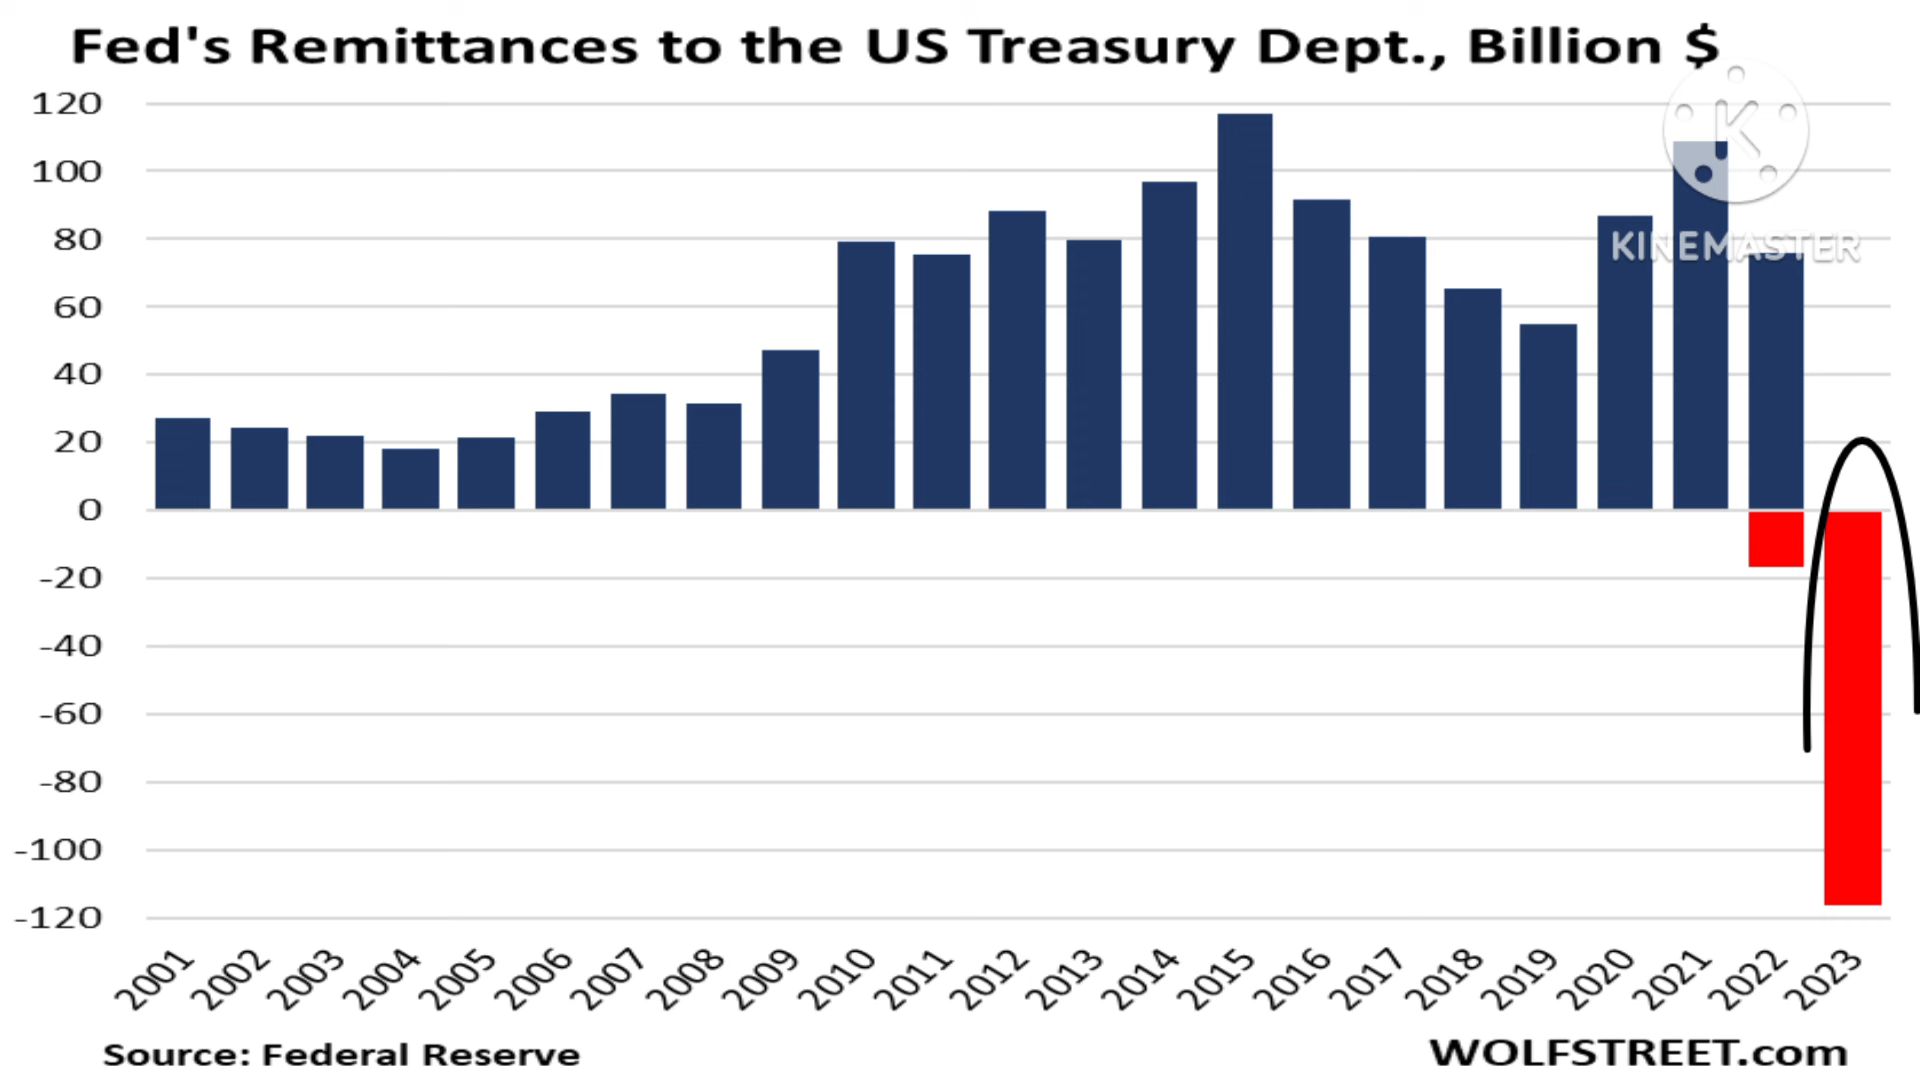 Fed's Remittances to the US Treasury Dept., Billion $
120
100
80
60
40
20
0
-20
-40
-60
-80
-100
-120
K
KINEMASTER
2001 2002 2003 2004 2005 2006 2007 2008 2009 2010 2011 2012 2013 2014 2015 2016 2017 2018 2019 2020 2021 2022 2023
Source: Federal Reserve
WOLFSTREET.com